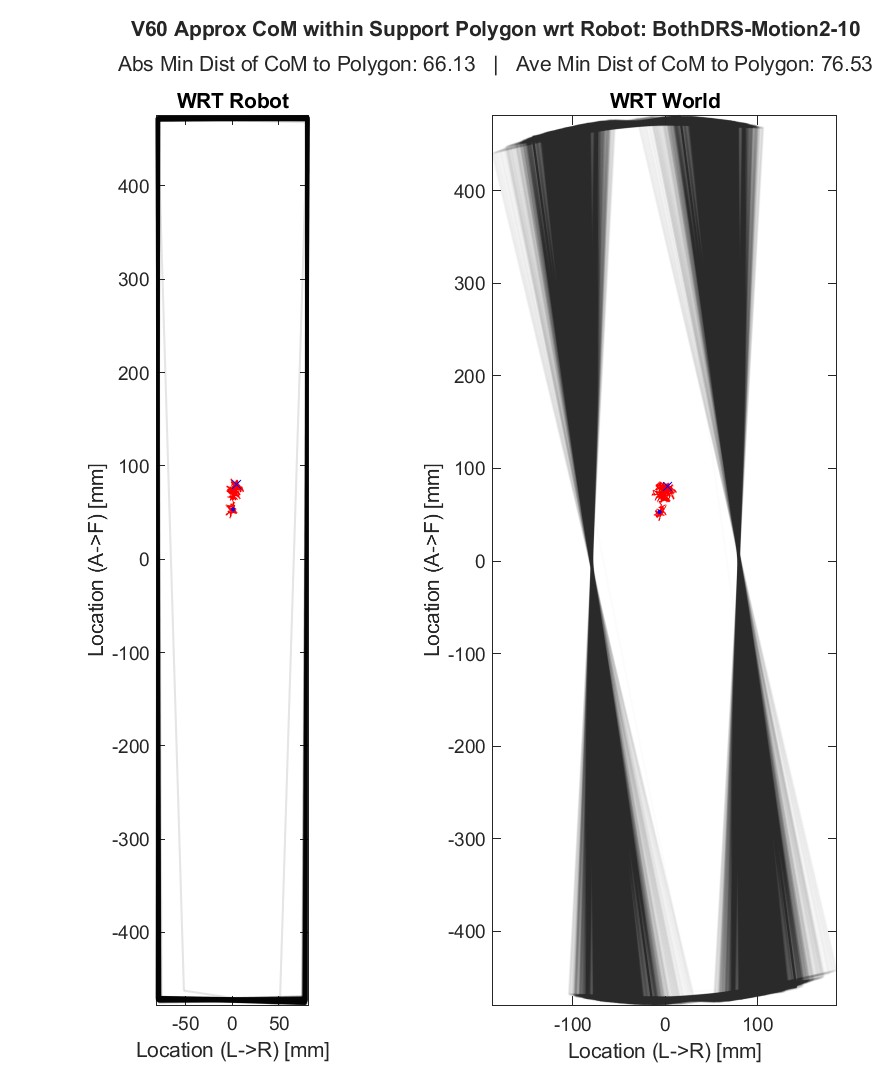 V60 Approx CoM within Support Polygon wrt Robot: BothDRS-Motion2-10
Abs Min Dist of CoM to Polygon: 66.13 | Ave Min Dist of CoM to Polygon: 76.53
WRT Robot
400
300
200
100
0
-100
-200
-300
-400
Location (A->F) [mm]
-50 0 50
Location (L->R) [mm]
WRT World
400
300
200
100
0
-100
-200
-300
-400
Location (A->F) [mm]
-100 0 100
Location (L->R) [mm]